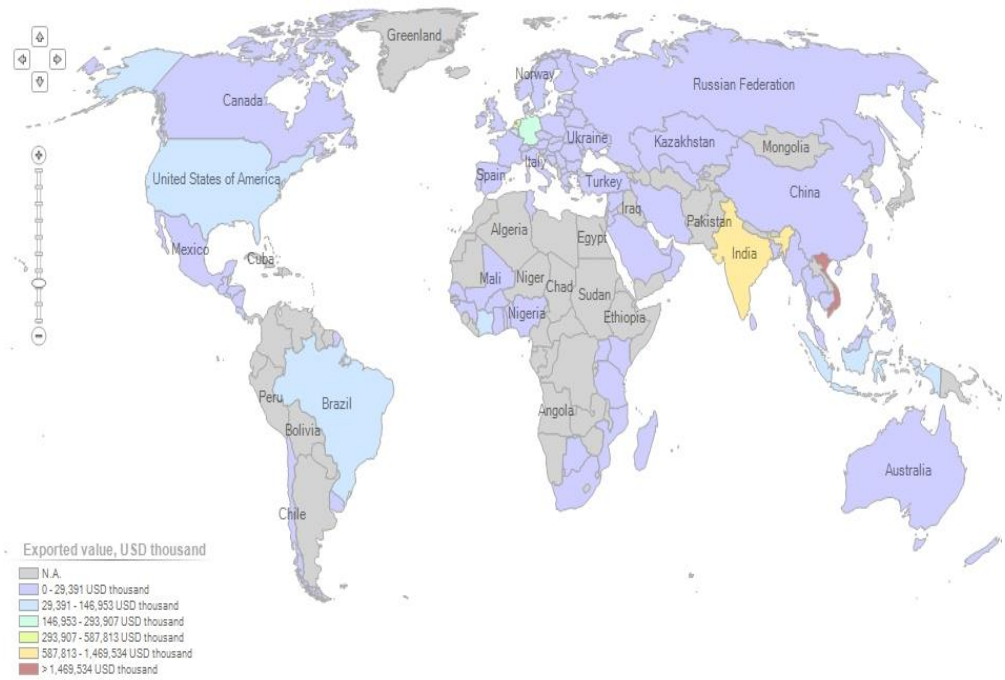 Greenland
Norway
Russian Federation
Canada
Ukraine
Kazakhstan
Mongolia
Italy
United States of America
Spain
Turkey
China
Iraq
Pakistan
Algeria
Egypt
Mexico
Cuba
India
Mali
Niger
Chad
Sudan
Nigeria
Ethiopia
Peru
Brazil
Angola
Bolivia
Australia
Chile
Exported value, USD thousand
N.A.
0 - 29,391 USD thousand
29,391 - 146,953 USD thousand
146,953 - 293,907 USD thousand
293,907 - 587,813 USD thousand
587,813 - 1,469,534 USD thousand
> 1,469,534 USD thousand